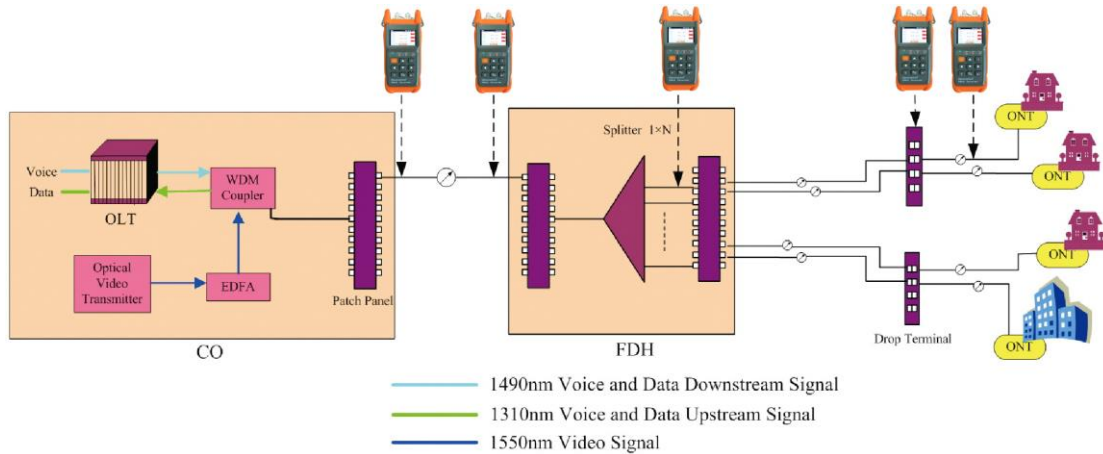 Splitter 1×N
Voice
Data
OLT
WDM
Coupler
Optical
Video
Transmitter
EDFA
Patch Panel
CO
FDH
Drop Terminal
ONT
ONT
ONT
ONT
1490nm Voice and Data Downstream Signal
1310nm Voice and Data Upstream Signal
1550nm Video Signal